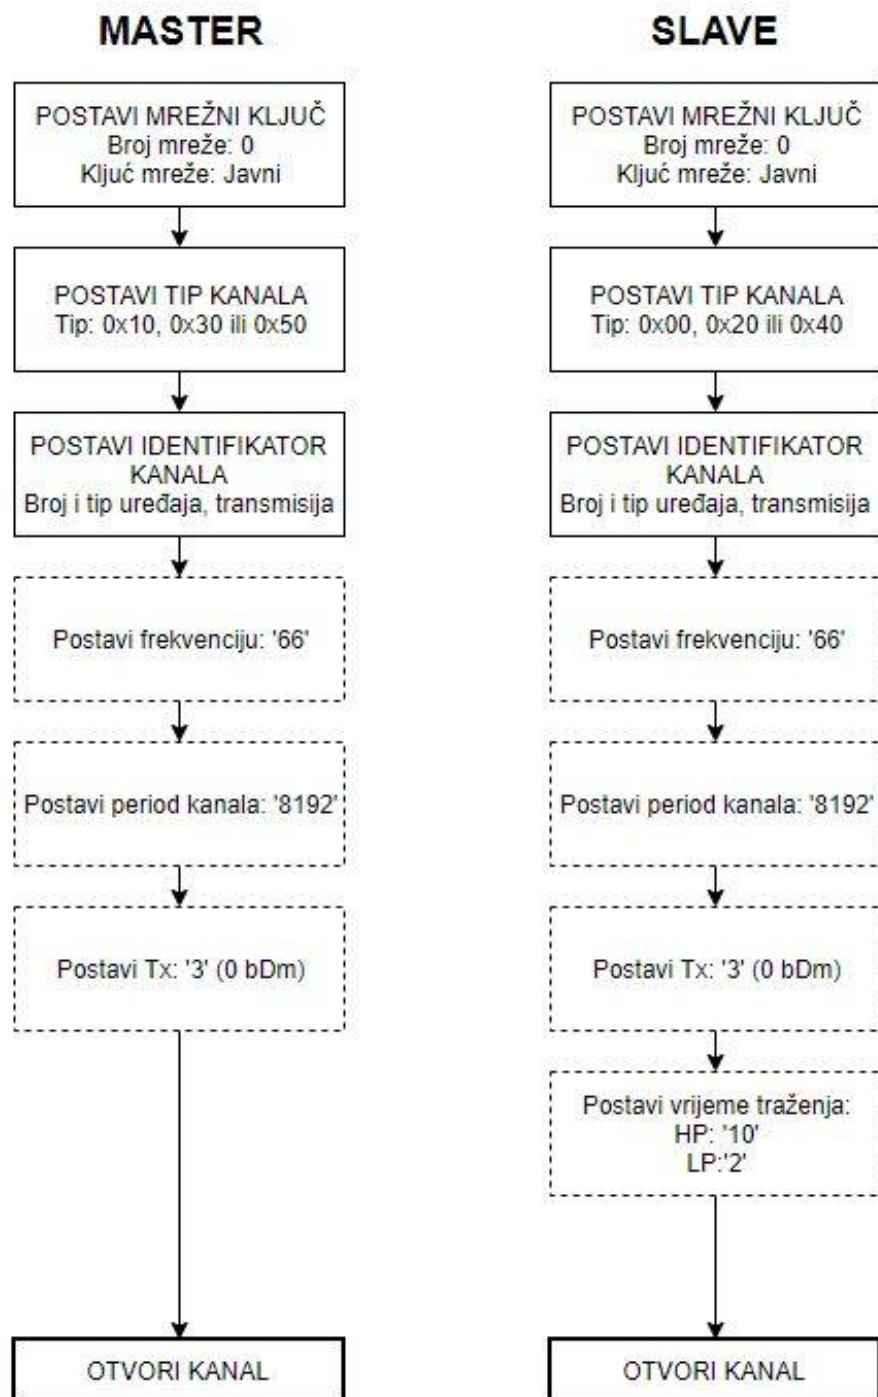 MASTER
POSTAVI MREŽNI KLJUČ
Broj mreže: 0
Ključ mreže: Javni
POSTAVI TIP KANALA
Tip: 0x10, 0x30 ili 0x50
POSTAVI IDENTIFIKATOR
KANALA
Broj i tip uređaja, transmisija
Postavi frekvenciju: '66'
Postavi period kanala: '8192'
Postavi Tx: '3' (0 bDm)
OTVORI KANAL
SLAVE
POSTAVI MREŽNI KLJUČ
Broj mreže: 0
Ključ mreže: Javni
POSTAVI TIP KANALA
Tip: 0x00, 0x20 ili 0x40
POSTAVI IDENTIFIKATOR
KANALA
Broj i tip uređaja, transmisija
Postavi frekvenciju: '66'
Postavi period kanala: '8192'
Postavi Tx: '3' (0 bDm)
Postavi vrijeme traženja:
HP: '10'
LP:'2'
OTVORI KANAL